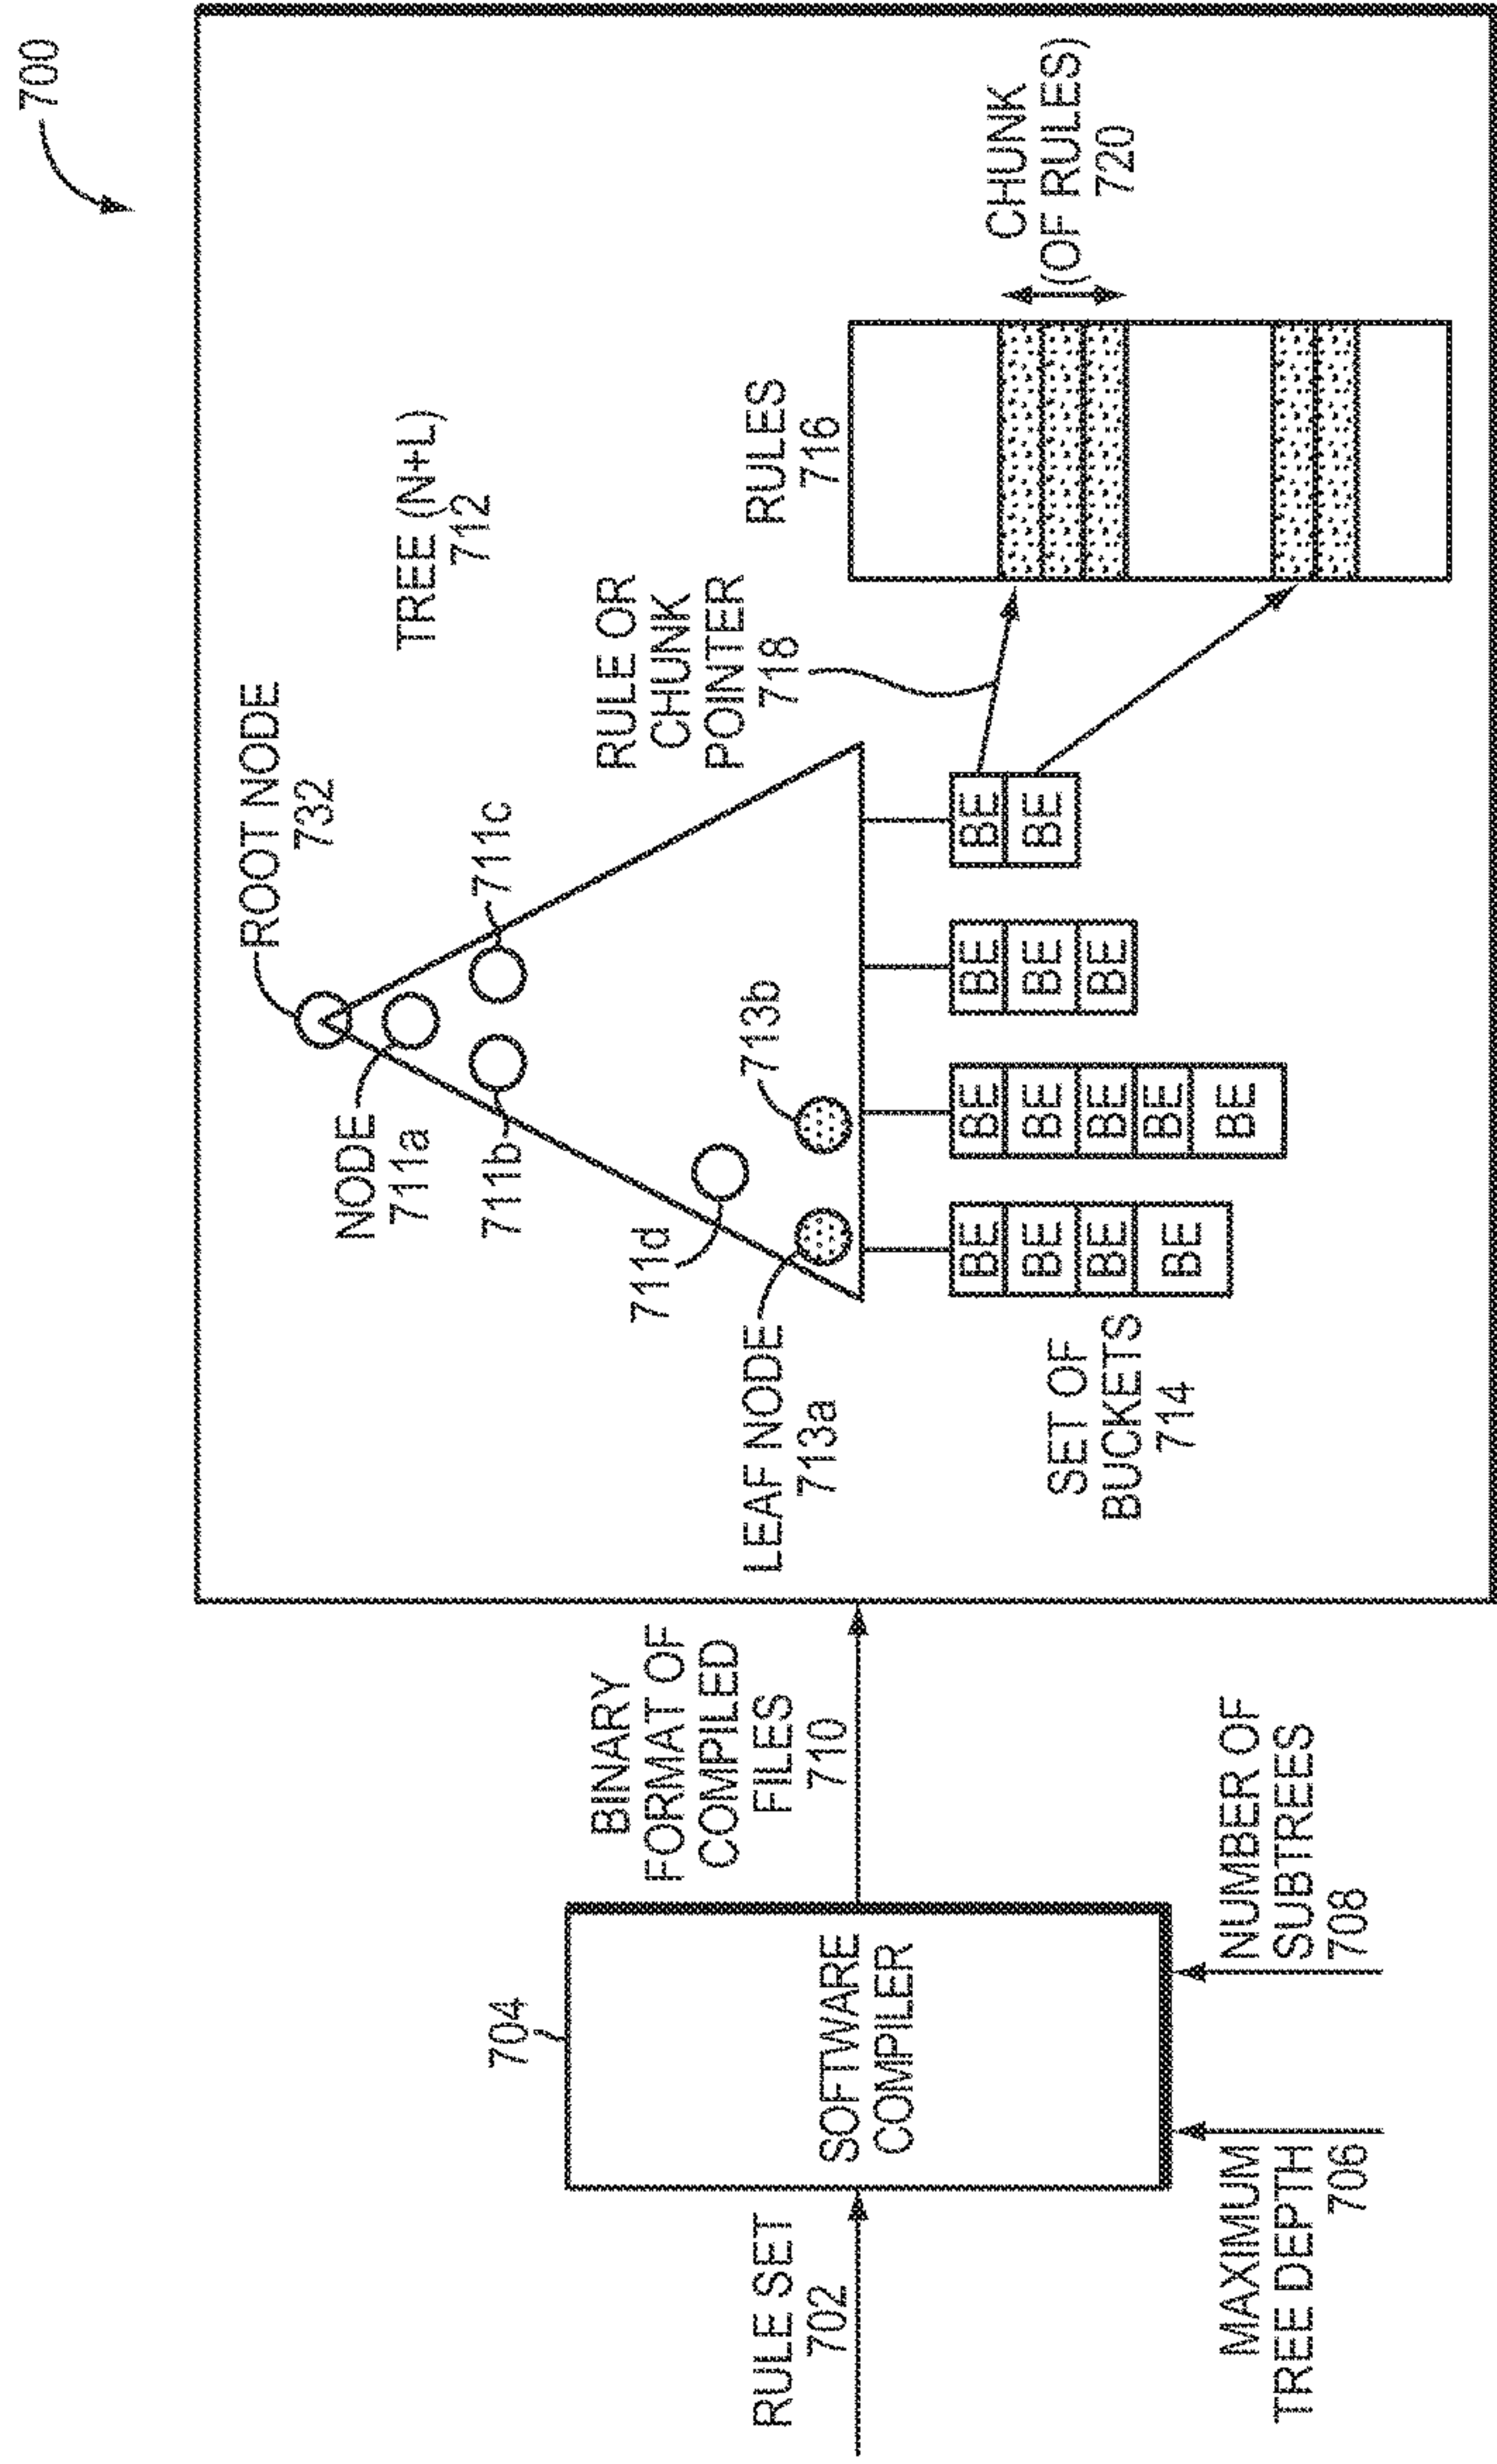 700
RULE SET
702
704
SOFTWARE
COMPILER
MAXIMUM
TREE DEPTH
706
NUMBER OF
SUBTREES
708
BINARY
FORMAT OF
COMPILED
FILES
710
ROOT NODE
732
TREE (N+L)
712
NODE
711a
711b
711c
711d
LEAF NODE
713a
713b
SET OF
BUCKETS
714
BE
BE
BE
BE
BE
BE
BE
BE
BE
BE
BE
BE
BE
BE
RULE OR
CHUNK
POINTER
718
RULES
716
CHUNK
(OF RULES)
720